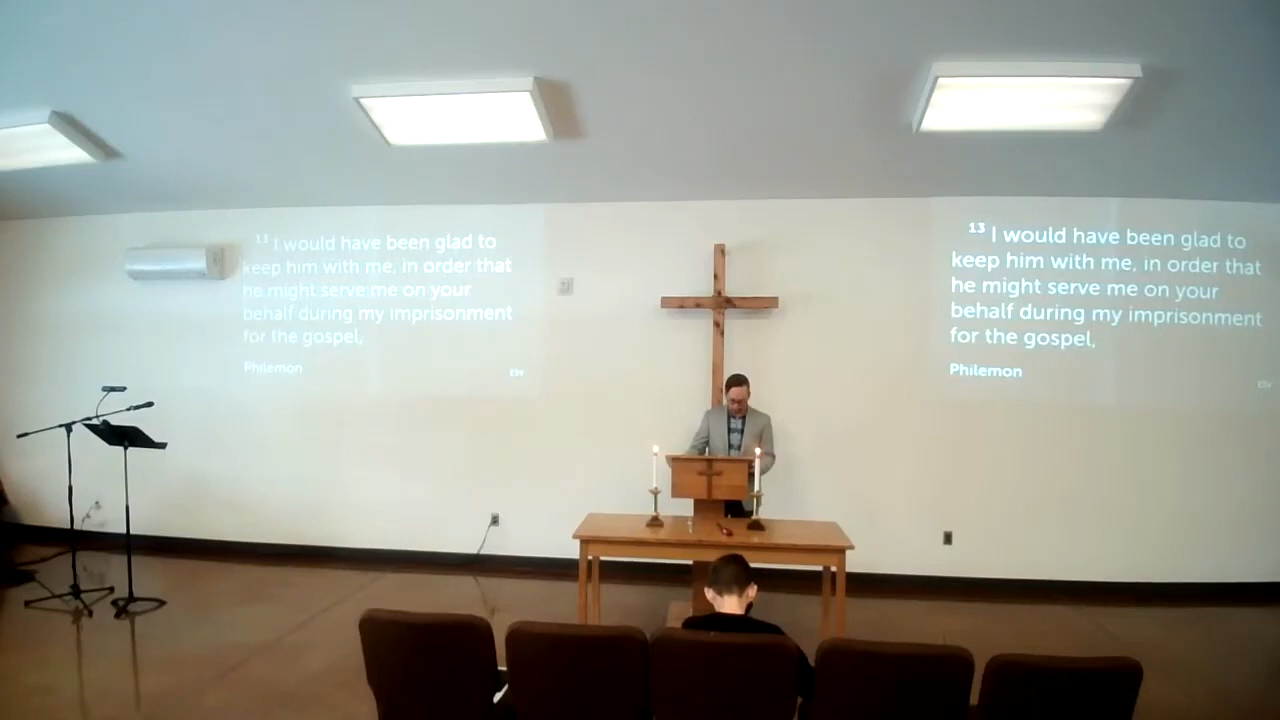 13 I would have been glad to
keep him with me, in order that
he might serve me on your
behalf during my imprisonment
for the gospel,
Philemon
ESV
13 I would have been glad to
keep him with me, in order that
he might serve me on your
behalf during my imprisonment
for the gospel,
Philemon
ESV